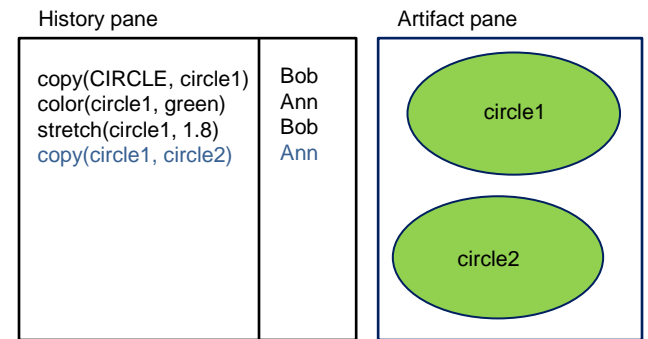 History pane
Artifact pane
copy(CIRCLE, circle1) Bob
color(circle1, green) Ann
stretch(circle1, 1.8) Bob
copy(circle1, circle2) Ann
circle1
circle2